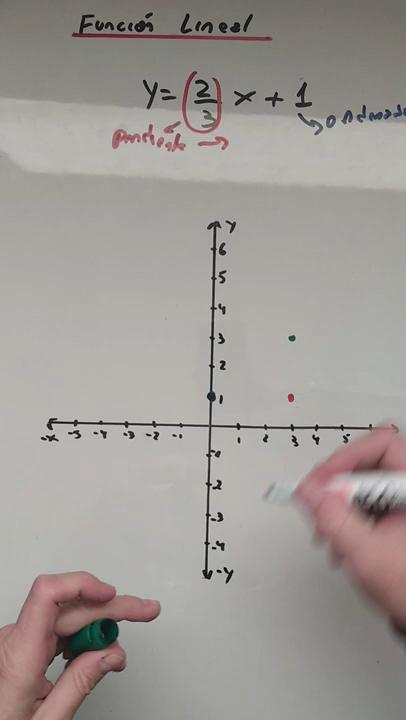 Función Lineal
y = 2/3 x + 1
pendiente
y
6
5
4
3
2
1
-x -5 -4 -3 -2 -1 1 2 3 4 5
-1
-2
-3
-4
-y